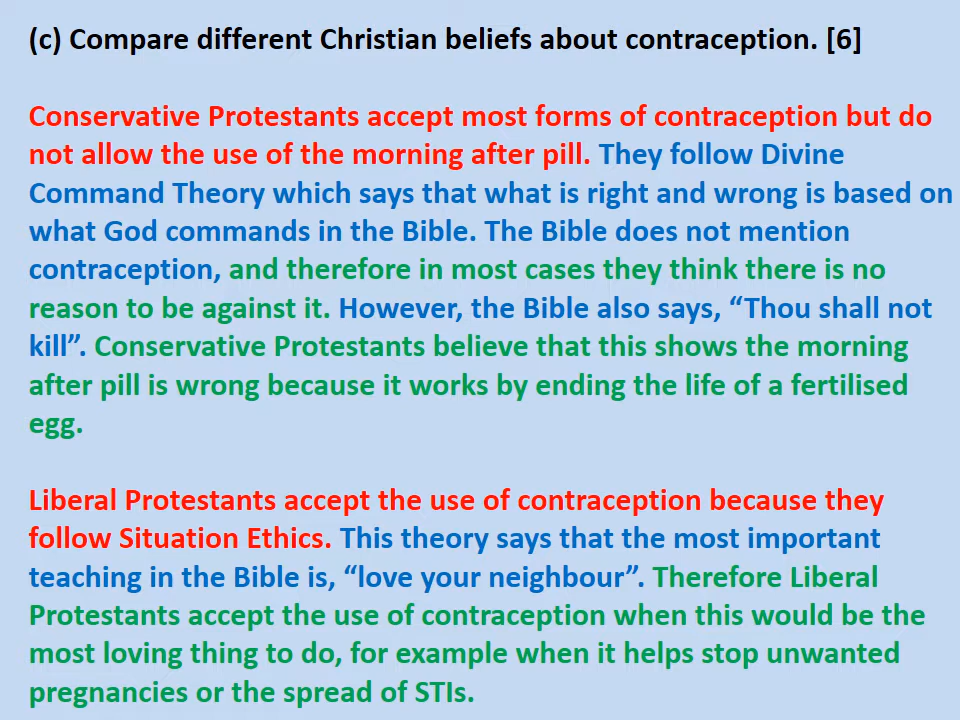 (c) Compare different Christian beliefs about contraception. [6]
Conservative Protestants accept most forms of contraception but do
not allow the use of the morning after pill. They follow Divine
Command Theory which says that what is right and wrong is based on
what God commands in the Bible. The Bible does not mention
contraception, and therefore in most cases they think there is no
reason to be against it. However, the Bible also says, “Thou shall not
kill”. Conservative Protestants believe that this shows the morning
after pill is wrong because it works by ending the life of a fertilised
egg.
Liberal Protestants accept the use of contraception because they
follow Situation Ethics. This theory says that the most important
teaching in the Bible is, “love your neighbour”. Therefore Liberal
Protestants accept the use of contraception when this would be the
most loving thing to do, for example when it helps stop unwanted
pregnancies or the spread of STIs.